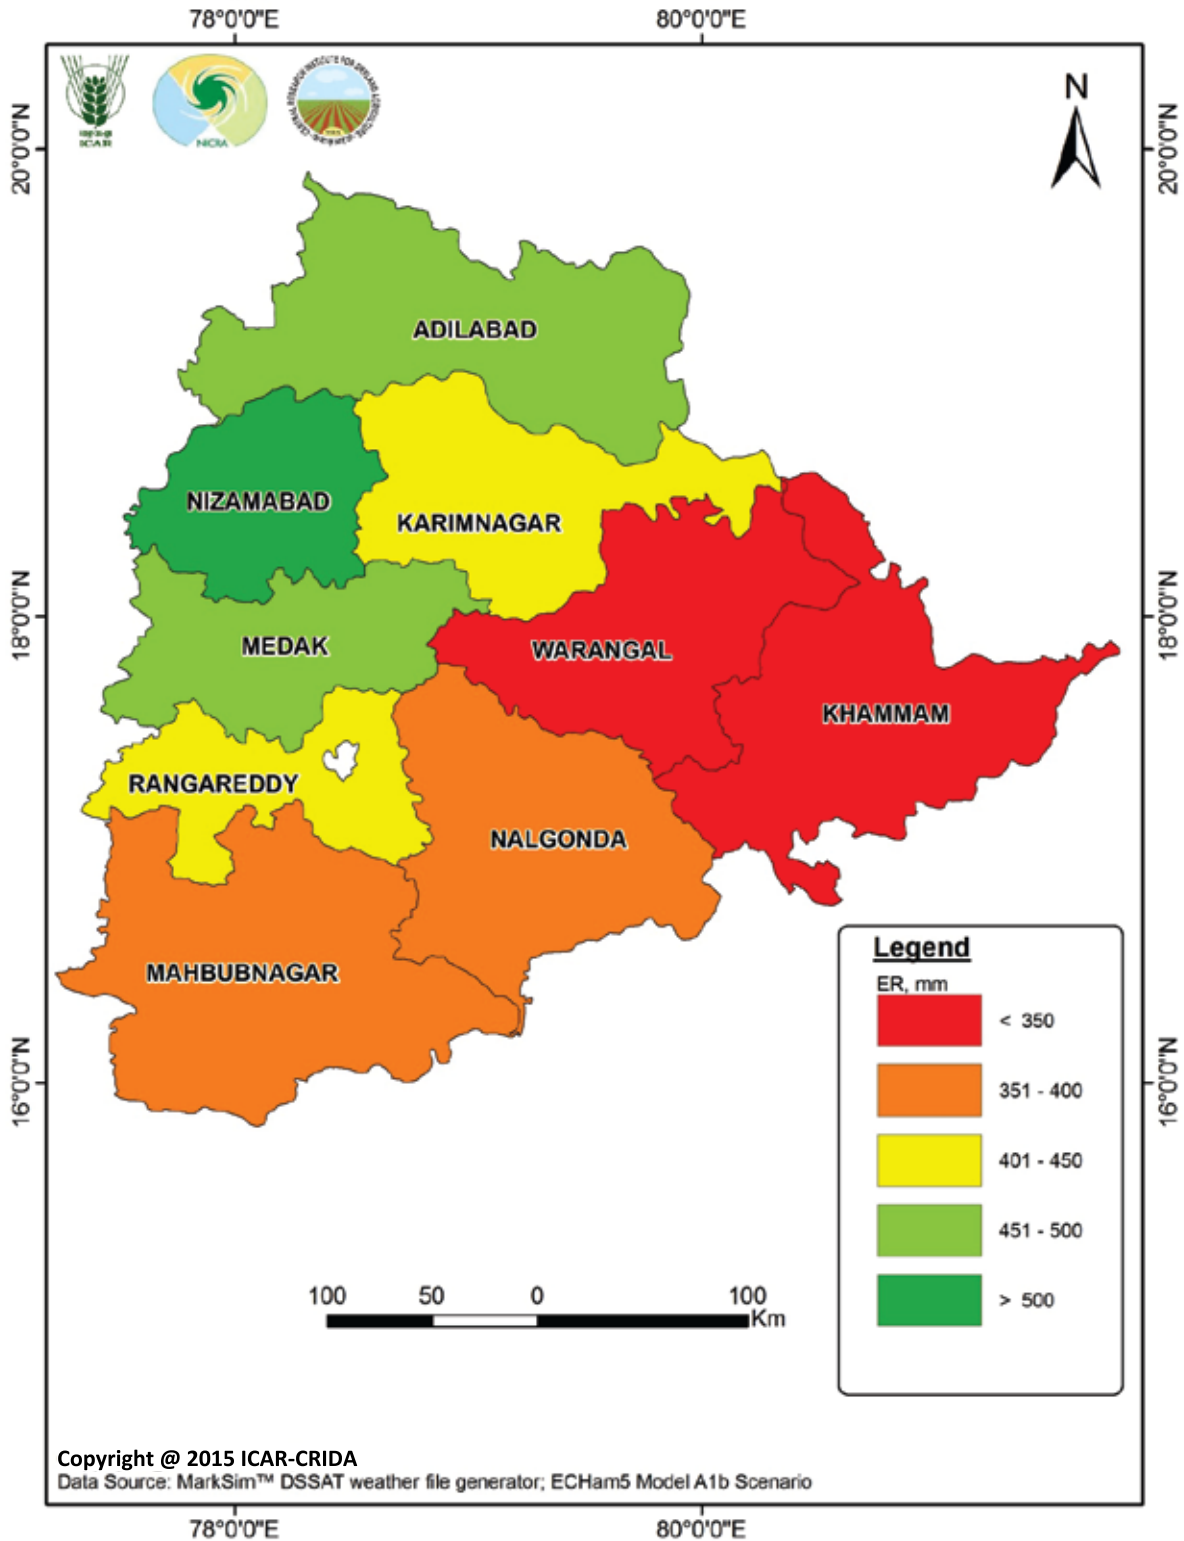 78°0'0"E 80°0'0"E
20°0'0"N 20°0'0"N
ICAR
NICRA
N
ADILABAD
NIZAMABAD
KARIMNAGAR
18°0'0"N 18°0'0"N
MEDAK
WARANGAL
KHAMMAM
RANGAREDDY
NALGONDA
MAHBUBNAGAR
16°0'0"N 16°0'0"N
Legend
ER, mm
< 350
351 - 400
401 - 450
451 - 500
> 500
100 50 0 100
Km
Copyright @ 2015 ICAR-CRIDA
Data Source: MarkSim™ DSSAT weather file generator; ECHam5 Model A1b Scenario
78°0'0"E 80°0'0"E